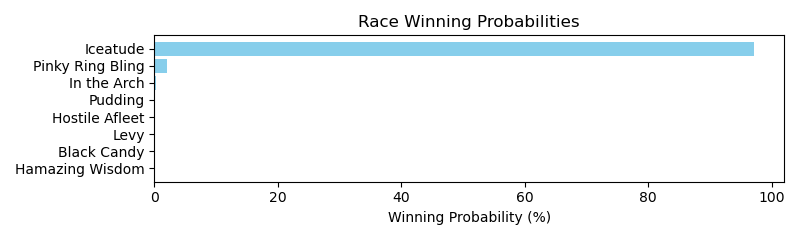 Race Winning Probabilities
Iceatude
Pinky Ring Bling
In the Arch
Pudding
Hostile Afleet
Levy
Black Candy
Hamazing Wisdom
0 20 40 60 80 100
Winning Probability (%)